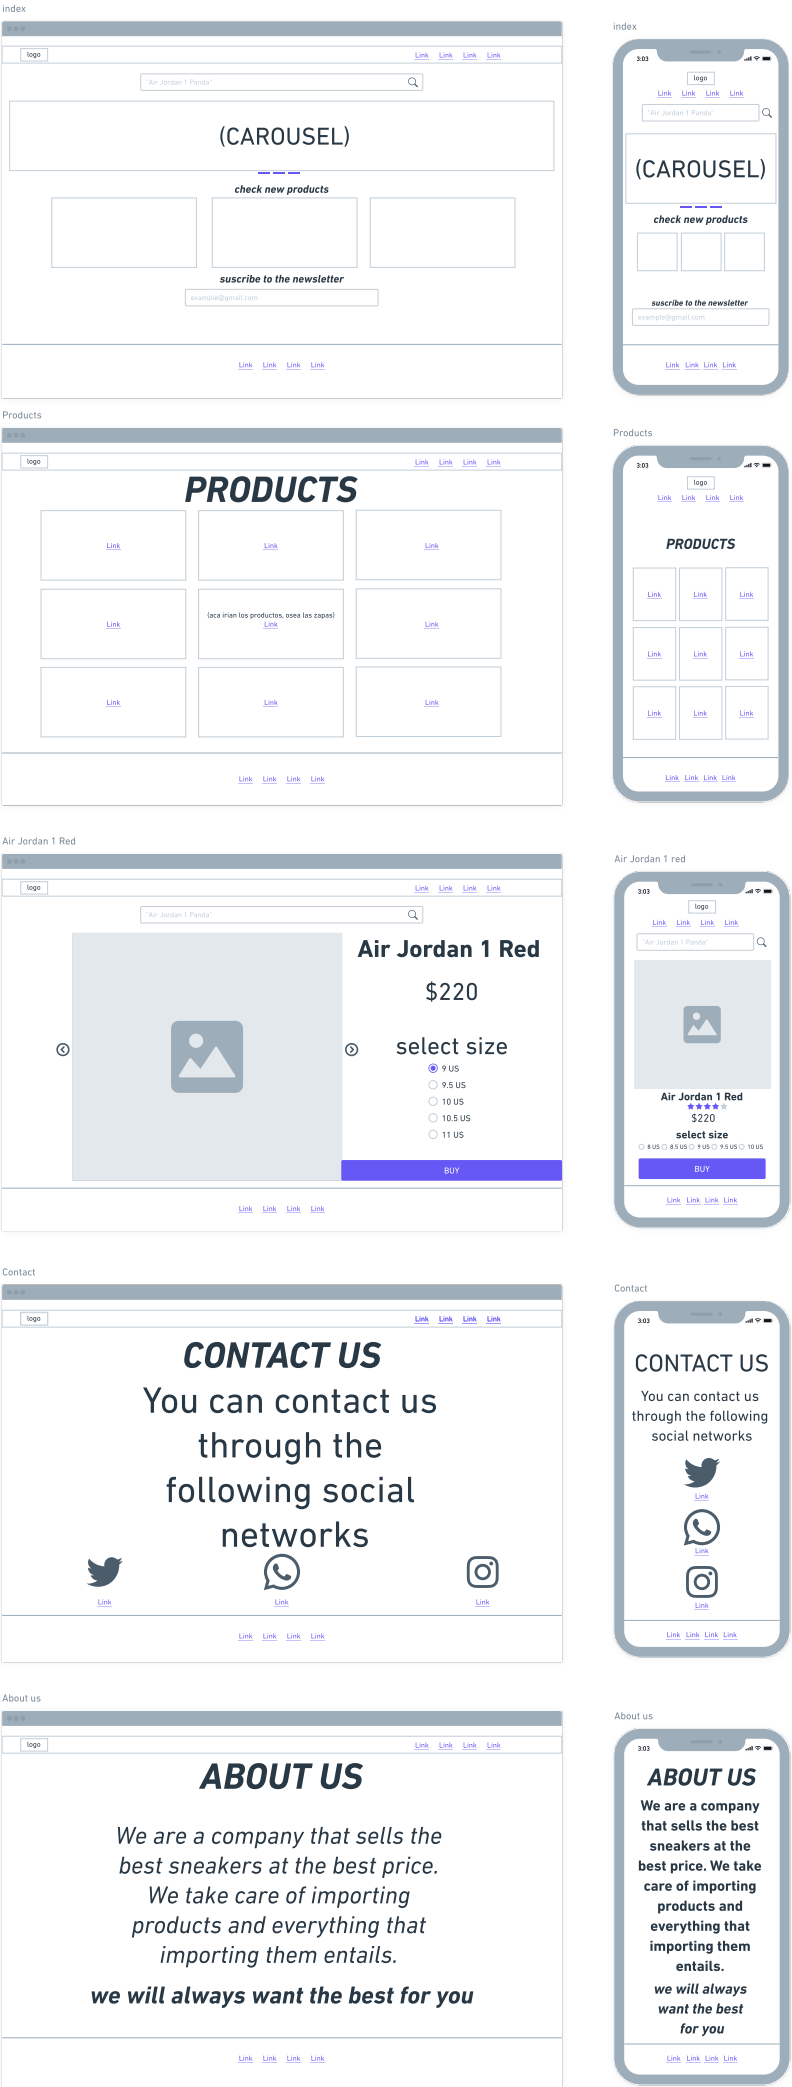 index
logo
Link Link Link Link
"Air Jordan 1 Panda"
(CAROUSEL)
check new products
suscribe to the newsletter
example@gmail.com
Link Link Link Link
index
3:03
logo
Link Link Link Link
"Air Jordan 1 Panda"
(CAROUSEL)
check new products
suscribe to the newsletter
example@gmail.com
Link Link Link Link
Products
logo
Link Link Link Link
PRODUCTS
Link Link Link
(aca irian los productos, osea las zapas)
Link Link Link
Link Link Link
Link Link Link Link
Products
3:03
logo
Link Link Link Link
PRODUCTS
Link Link Link
Link Link Link
Link Link Link
Link Link Link Link
Air Jordan 1 Red
logo
Link Link Link Link
"Air Jordan 1 Panda"
Air Jordan 1 Red
$220
select size
9 US
9.5 US
10 US
10.5 US
11 US
BUY
Link Link Link Link
Air Jordan 1 red
3:03
logo
Link Link Link Link
"Air Jordan 1 Panda"
Air Jordan 1 Red
$220
select size
8 US 8.5 US 9 US 9.5 US 10 US
BUY
Link Link Link Link
Contact
logo
Link Link Link Link
CONTACT US
You can contact us
through the
following social
networks
Link Link Link
Link Link Link Link
Contact
3:03
CONTACT US
You can contact us
through the following
social networks
Link
Link
Link
Link Link Link Link
About us
logo
Link Link Link Link
ABOUT US
We are a company that sells the
best sneakers at the best price.
We take care of importing
products and everything that
importing them entails.
we will always want the best for you
Link Link Link Link
About us
3:03
ABOUT US
We are a company
that sells the best
sneakers at the
best price. We take
care of importing
products and
everything that
importing them
entails.
we will always
want the best
for you
Link Link Link Link